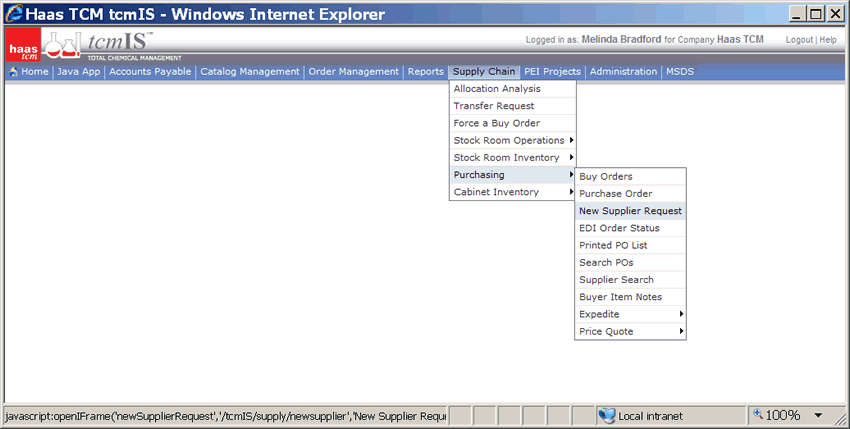 Haas TCM tcmIS - Windows Internet Explorer
haas tcm
tcmIS™
TOTAL CHEMICAL MANAGEMENT
Logged in as: Melinda Bradford for Company Haas TCM
Logout | Help
Home | Java App | Accounts Payable | Catalog Management | Order Management | Reports | Supply Chain | PEI Projects | Administration | MSDS
Allocation Analysis
Transfer Request
Force a Buy Order
Stock Room Operations
Stock Room Inventory
Purchasing
Cabinet Inventory
Buy Orders
Purchase Order
New Supplier Request
EDI Order Status
Printed PO List
Search POs
Supplier Search
Buyer Item Notes
Expedite
Price Quote
javascript:openIFrame('newSupplierRequest','/tcmIS/supply/newsupplier','New Supplier Reque
Local intranet
100%